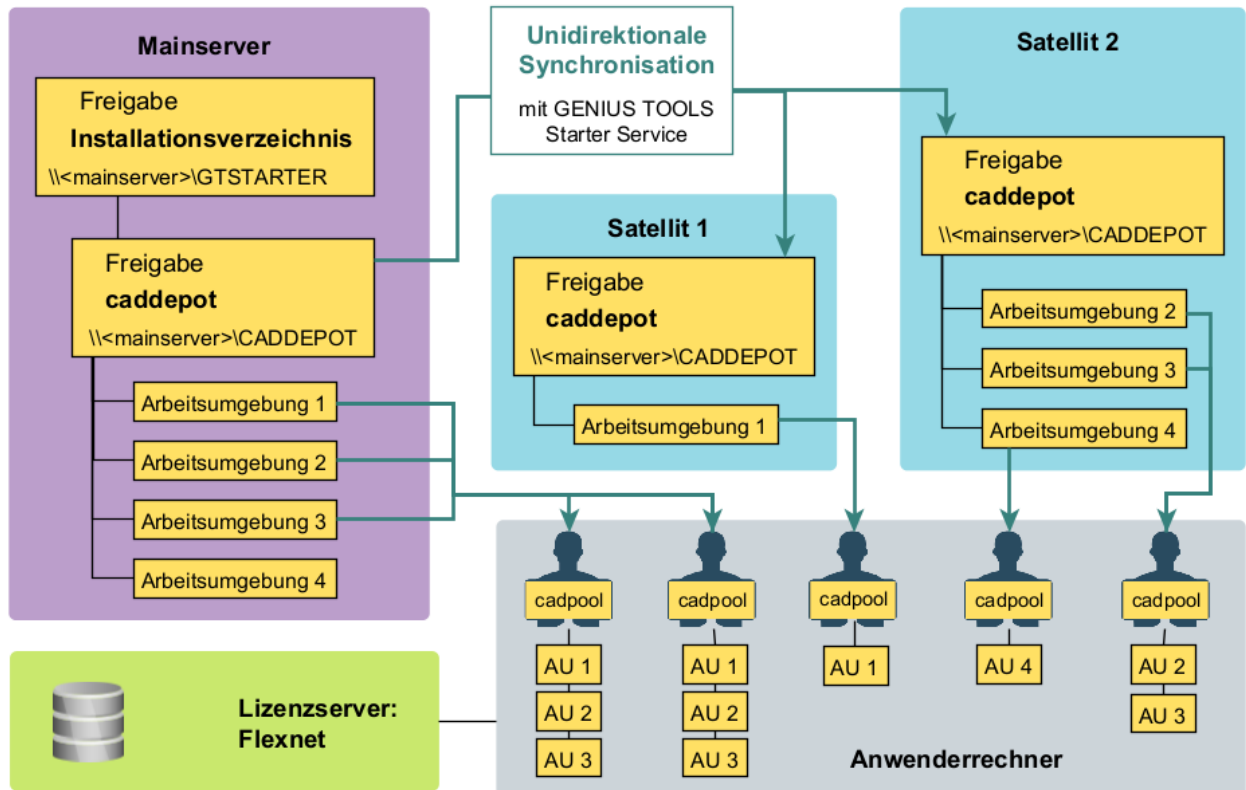 Mainserver
Freigabe
Installationsverzeichnis
\\<mainserver>\GTSTARTER
Freigabe
caddepot
\\<mainserver>\CADDEPOT
Arbeitsumgebung 1
Arbeitsumgebung 2
Arbeitsumgebung 3
Arbeitsumgebung 4
Unidirektionale
Synchronisation
mit GENIUS TOOLS
Starter Service
Satellit 1
Freigabe
caddepot
\\<mainserver>\CADDEPOT
Arbeitsumgebung 1
Satellit 2
Freigabe
caddepot
\\<mainserver>\CADDEPOT
Arbeitsumgebung 2
Arbeitsumgebung 3
Arbeitsumgebung 4
cadpool
AU 1
AU 2
AU 3
cadpool
AU 1
AU 2
AU 3
cadpool
AU 1
cadpool
AU 4
cadpool
AU 2
AU 3
Anwenderrechner
Lizenzserver:
Flexnet